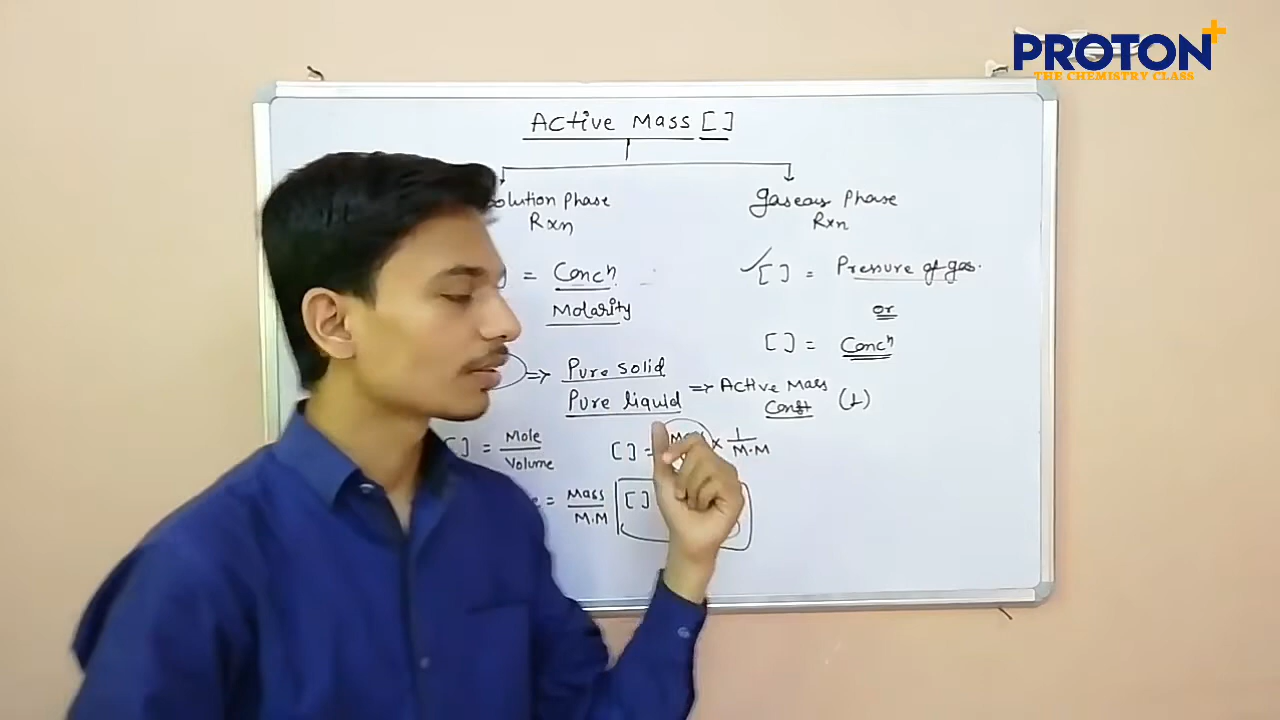 PROTON+
THE CHEMISTRY CLASS
Active Mass [ ]
Solution Phase
Rxn
gaseous Phase
Rxn
= Concn
Molarity
[ ] = Pressure of gas.
or
[ ] = Concn
=> Pure solid
Pure liquid => Active Mass
Const (1)
[ ] = Mole / Volume
[ ] = × 1 / M.M
= Mass / M.M
[ ]